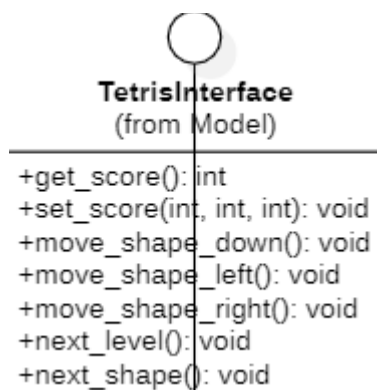 TetrisInterface
(from Model)
+get_score(): int
+set_score(int, int, int): void
+move_shape_down(): void
+move_shape_left(): void
+move_shape_right(): void
+next_level(): void
+next_shape(): void